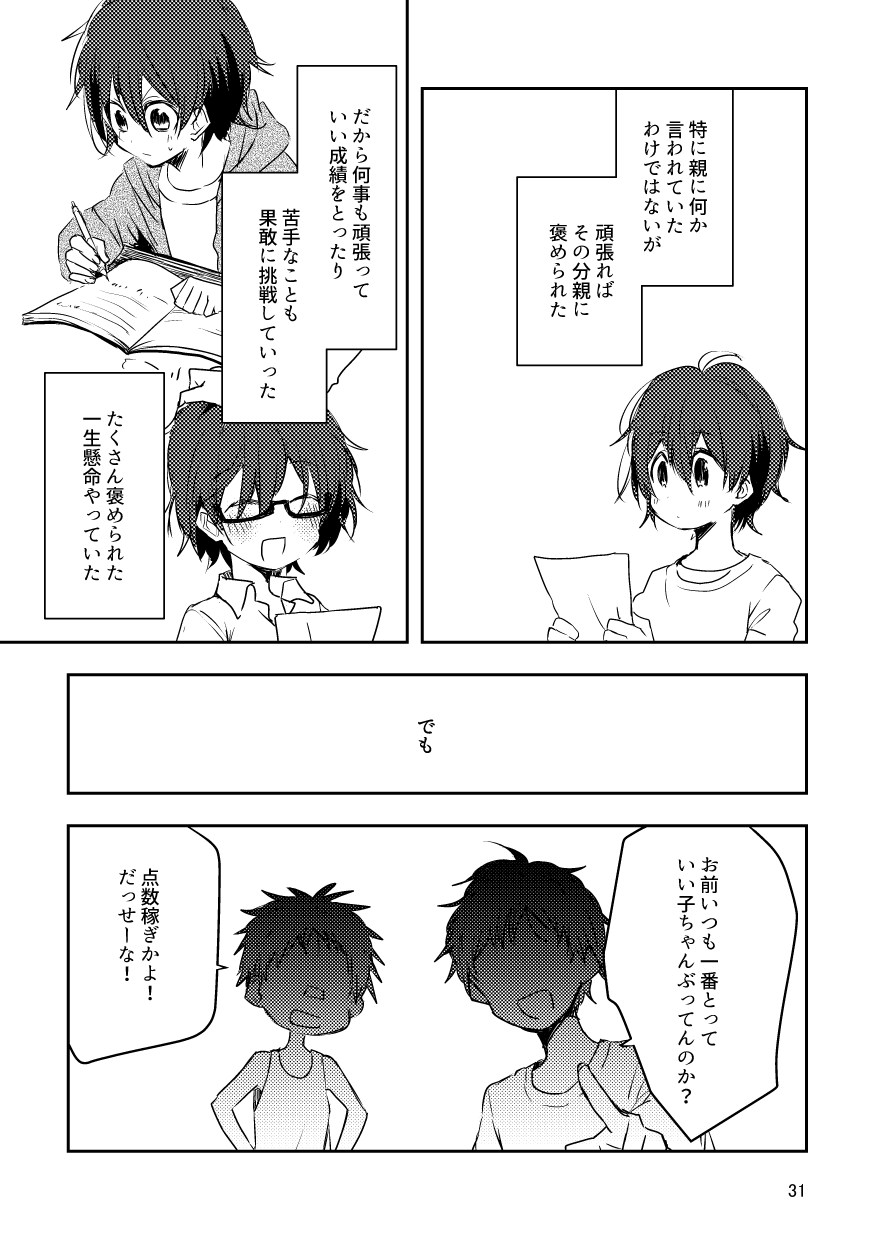 特に親に何か
言われていた
わけではないが
頑張れば
その分親に
褒められた
だから何事も頑張って
いい成績をとったり
苦手なことも
果敢に挑戦していった
たくさん褒められた
一生懸命やっていた
でも
お前いつも一番とって
いい子ちゃんぶってんのか？
点数稼ぎかよ！
だっせーな！
31